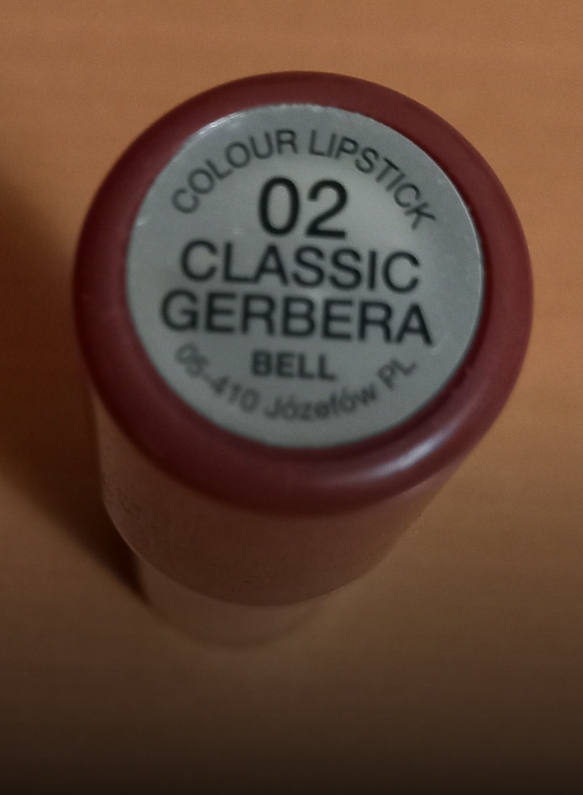 COLOUR LIPSTICK
02
CLASSIC
GERBERA
BELL
05-410 Józefów PL